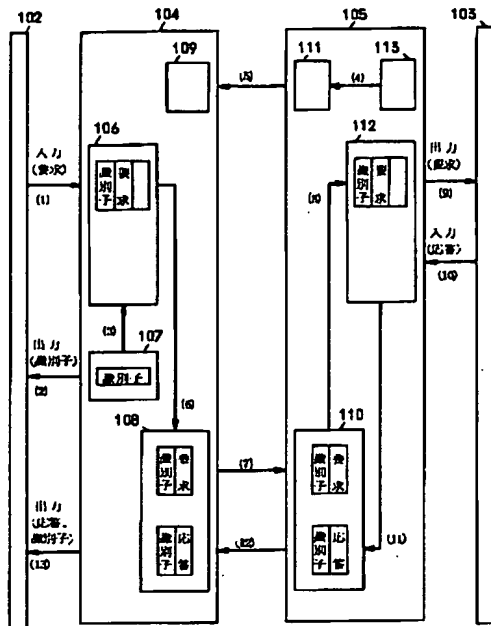 102
104
105
103
109
111
113
(5)
(4)
106
112
入力
(要求)
(1)
識別子
要求
識別子
要求
出力
(要求)
(9)
(8)
入力
(応答)
(10)
(3)
107
出力
(識別子)
(2)
識別子
(6)
108
110
識別子
要求
(7)
識別子
要求
出力
(応答、
識別子)
(13)
識別子
応答
(12)
識別子
応答
(11)